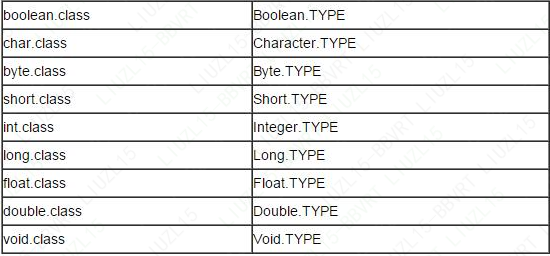 boolean.class Boolean.TYPE
char.class Character.TYPE
byte.class Byte.TYPE
short.class Short.TYPE
int.class Integer.TYPE
long.class Long.TYPE
float.class Float.TYPE
double.class Double.TYPE
void.class Void.TYPE